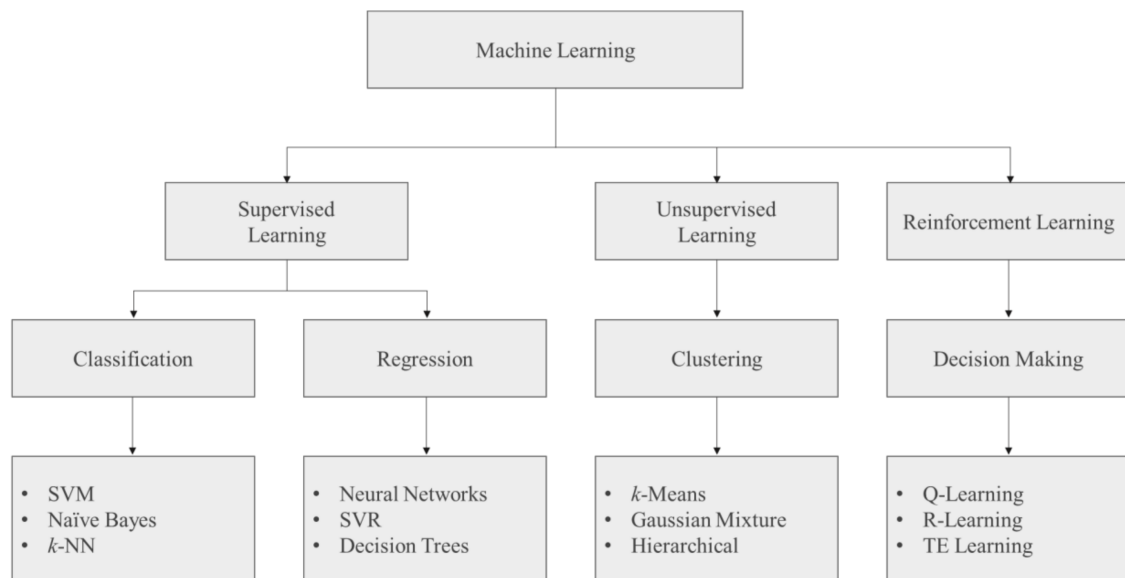 Machine Learning
Supervised
Learning
Unsupervised
Learning
Reinforcement Learning
Classification
Regression
Clustering
Decision Making
• SVM
• Naïve Bayes
• k-NN
• Neural Networks
• SVR
• Decision Trees
• k-Means
• Gaussian Mixture
• Hierarchical
• Q-Learning
• R-Learning
• TE Learning